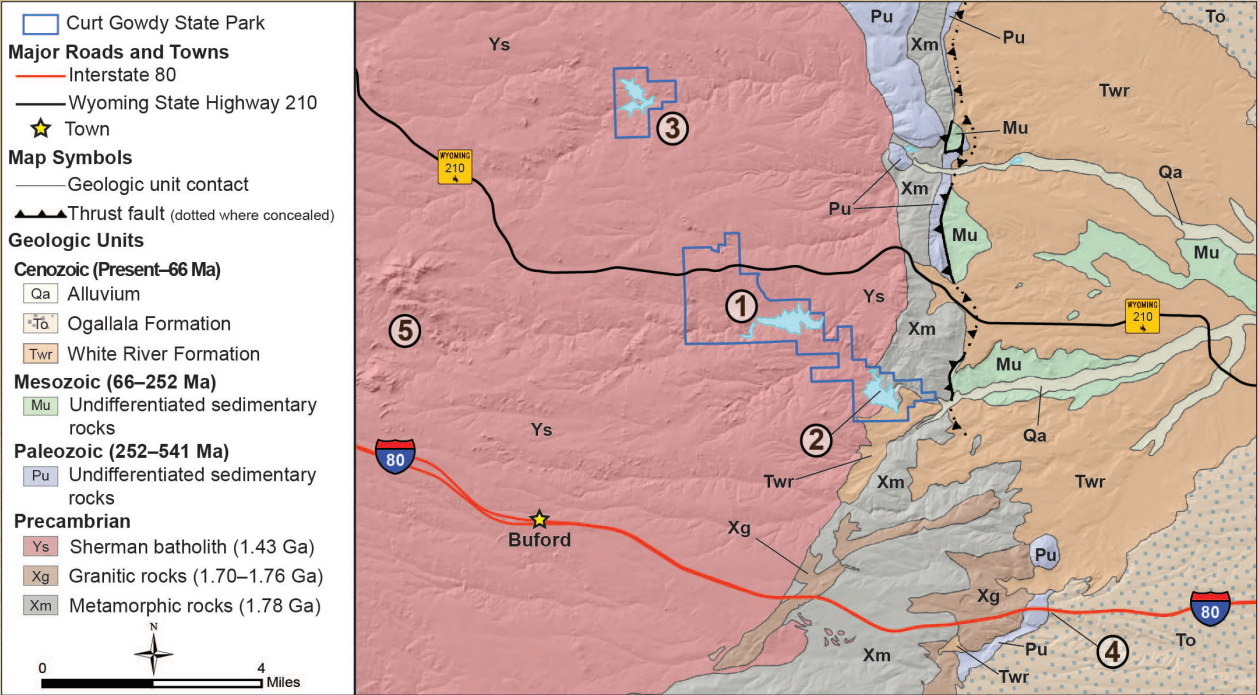 Curt Gowdy State Park
Major Roads and Towns
Interstate 80
Wyoming State Highway 210
Town
Map Symbols
Geologic unit contact
Thrust fault (dotted where concealed)
Geologic Units
Cenozoic (Present–66 Ma)
Qa Alluvium
To Ogallala Formation
Twr White River Formation
Mesozoic (66–252 Ma)
Mu Undifferentiated sedimentary
rocks
Paleozoic (252–541 Ma)
Pu Undifferentiated sedimentary
rocks
Precambrian
Ys Sherman batholith (1.43 Ga)
Xg Granitic rocks (1.70–1.76 Ga)
Xm Metamorphic rocks (1.78 Ga)
N
0 4
Miles
Pu
To
Ys
Xm
Pu
Twr
3
Mu
WYOMING
210
Qa
Xm
Pu
Mu
Mu
Ys
1
5
WYOMING
210
Xm
Mu
Ys
2
Qa
80
Twr
Xm
Twr
Xg
Buford
Pu
Xg
80
To
Xm
Pu
4
Twr